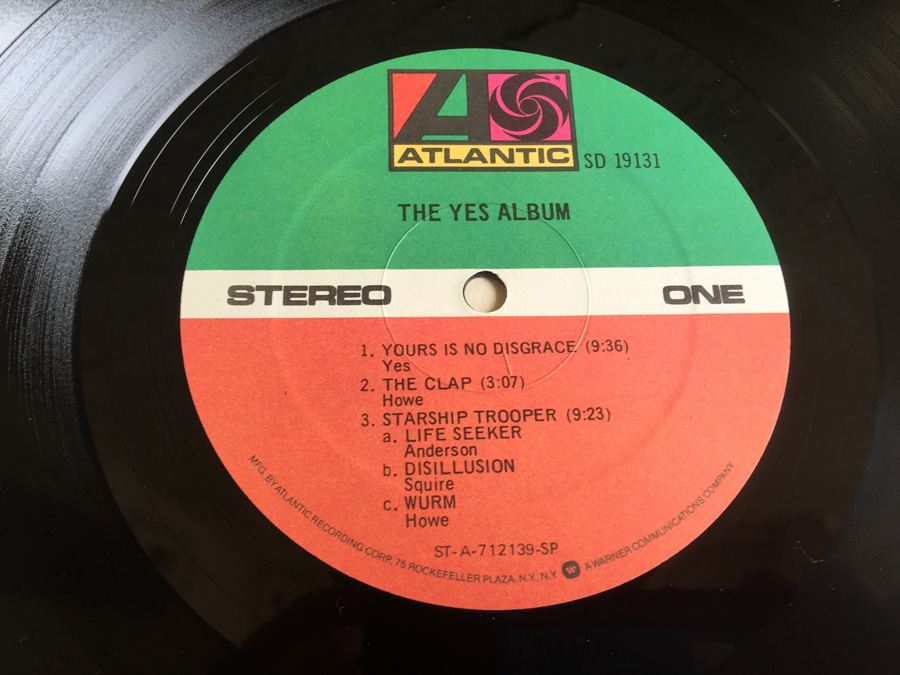 ATLANTIC
SD 19131
THE YES ALBUM
STEREO
ONE
1. YOURS IS NO DISGRACE (9:36)
Yes
2. THE CLAP (3:07)
Howe
3. STARSHIP TROOPER (9:23)
a. LIFE SEEKER
Anderson
b. DISILLUSION
Squire
c. WURM
Howe
ST-A-712139-SP
MFG. BY ATLANTIC RECORDING CORP. 75 ROCKEFELLER PLAZA, N.Y., N.Y. A WARNER COMMUNICATIONS COMPANY